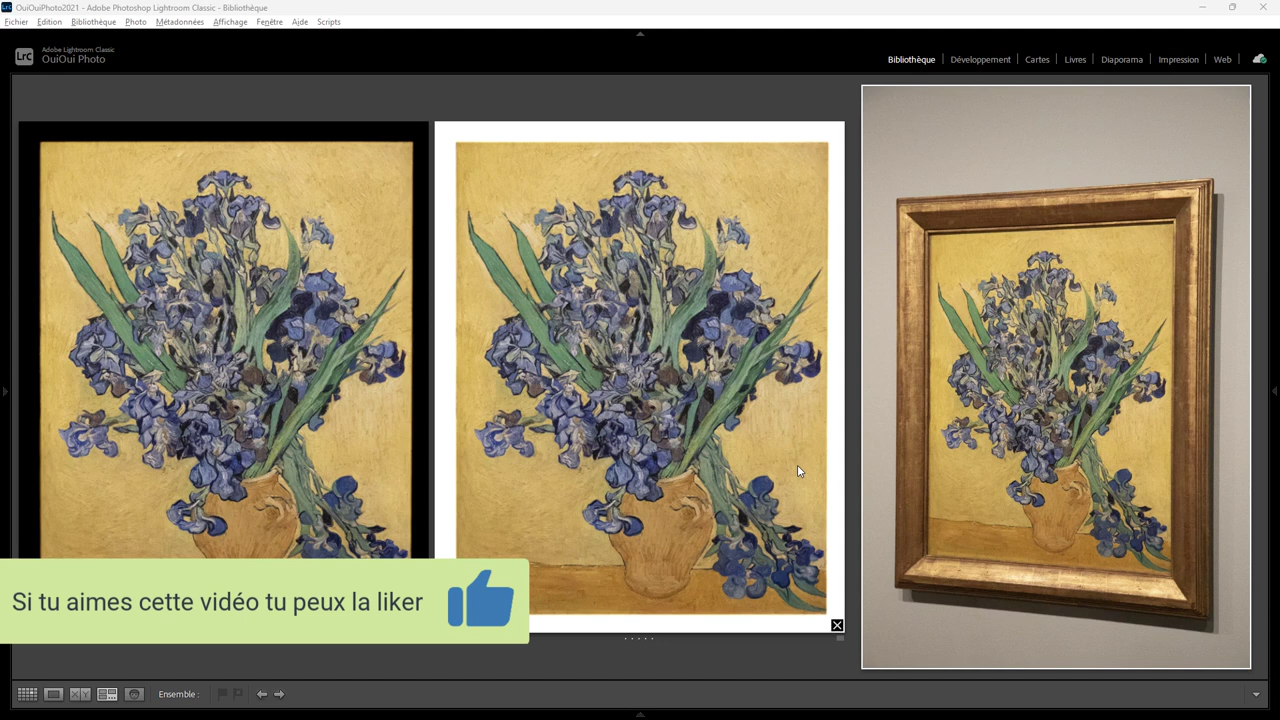 Lrc OuiOuiPhoto2021 - Adobe Photoshop Lightroom Classic - Bibliothèque
Fichier Edition Bibliothèque Photo Métadonnées Affichage Fenêtre Aide Scripts
Lrc
Adobe Lightroom Classic
OuiOui Photo
Bibliothèque | Développement | Cartes | Livres | Diaporama | Impression | Web |
Si tu aimes cette vidéo tu peux la liker
XY
Ensemble :